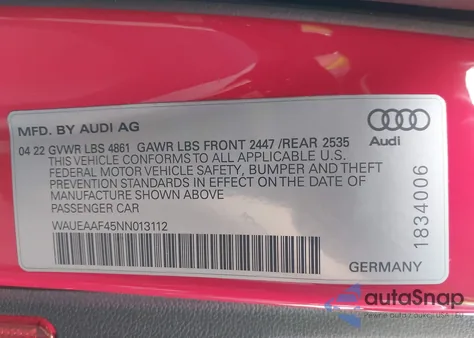 MFD. BY AUDI AG
04 22 GVWR LBS 4861 GAWR LBS FRONT 2447 /REAR 2535
THIS VEHICLE CONFORMS TO ALL APPLICABLE U.S.
FEDERAL MOTOR VEHICLE SAFETY, BUMPER AND THEFT
PREVENTION STANDARDS IN EFFECT ON THE DATE OF
MANUFACTURE SHOWN ABOVE.
PASSENGER CAR
WAUEAAF45NN013112
Audi
1834006
GERMANY
autoSnap